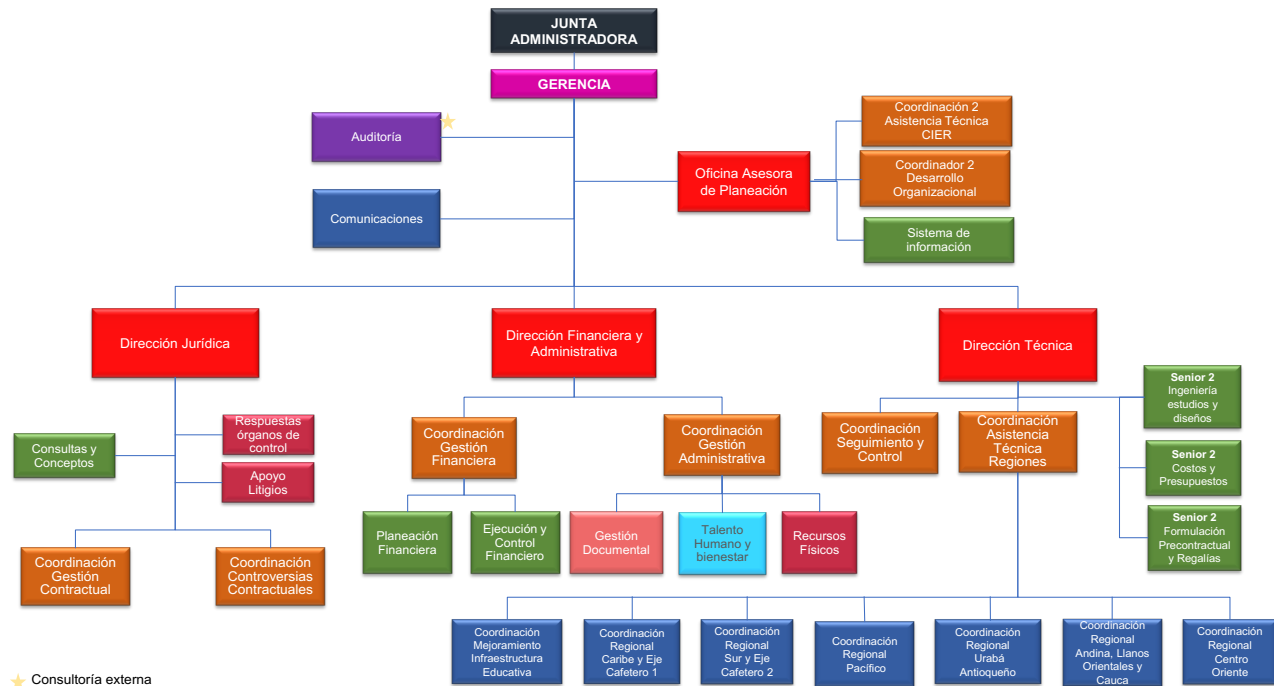 JUNTA
ADMINISTRADORA
GERENCIA
Auditoría
Comunicaciones
Oficina Asesora
de Planeación
Coordinación 2
Asistencia Técnica
CIER
Coordinador 2
Desarrollo
Organizacional
Sistema de
información
Dirección Jurídica
Dirección Financiera y
Administrativa
Dirección Técnica
Consultas y
Conceptos
Respuestas
órganos de
control
Apoyo
Litigios
Coordinación
Gestión
Contractual
Coordinación
Controversias
Contractuales
Coordinación
Gestión
Financiera
Coordinación
Gestión
Administrativa
Planeación
Financiera
Ejecución y
Control
Financiero
Gestión
Documental
Talento
Humano y
bienestar
Recursos
Físicos
Coordinación
Seguimiento y
Control
Coordinación
Asistencia
Técnica
Regiones
Senior 2
Ingeniería
estudios y
diseños
Senior 2
Costos y
Presupuestos
Senior 2
Formulación
Precontractual
y Regalías
Coordinación
Mejoramiento
Infraestructura
Educativa
Coordinación
Regional
Caribe y Eje
Cafetero 1
Coordinación
Regional
Sur y Eje
Cafetero 2
Coordinación
Regional
Pacífico
Coordinación
Regional
Urabá
Antioqueño
Coordinación
Regional
Andina, Llanos
Orientales y
Cauca
Coordinación
Regional
Centro
Oriente
Consultoría externa